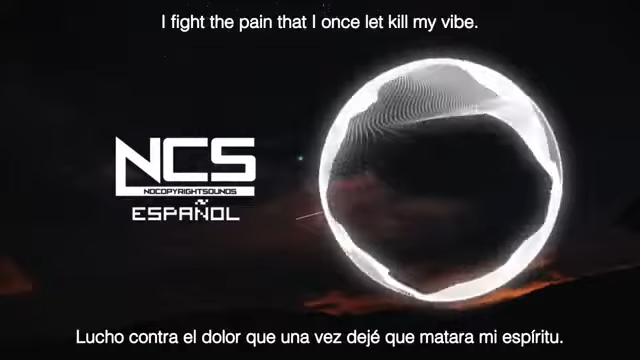 I fight the pain that I once let kill my vibe.
NCS
NOCOPYRIGHTSOUNDS
ESPAÑOL
Lucho contra el dolor que una vez dejé que matara mi espíritu.